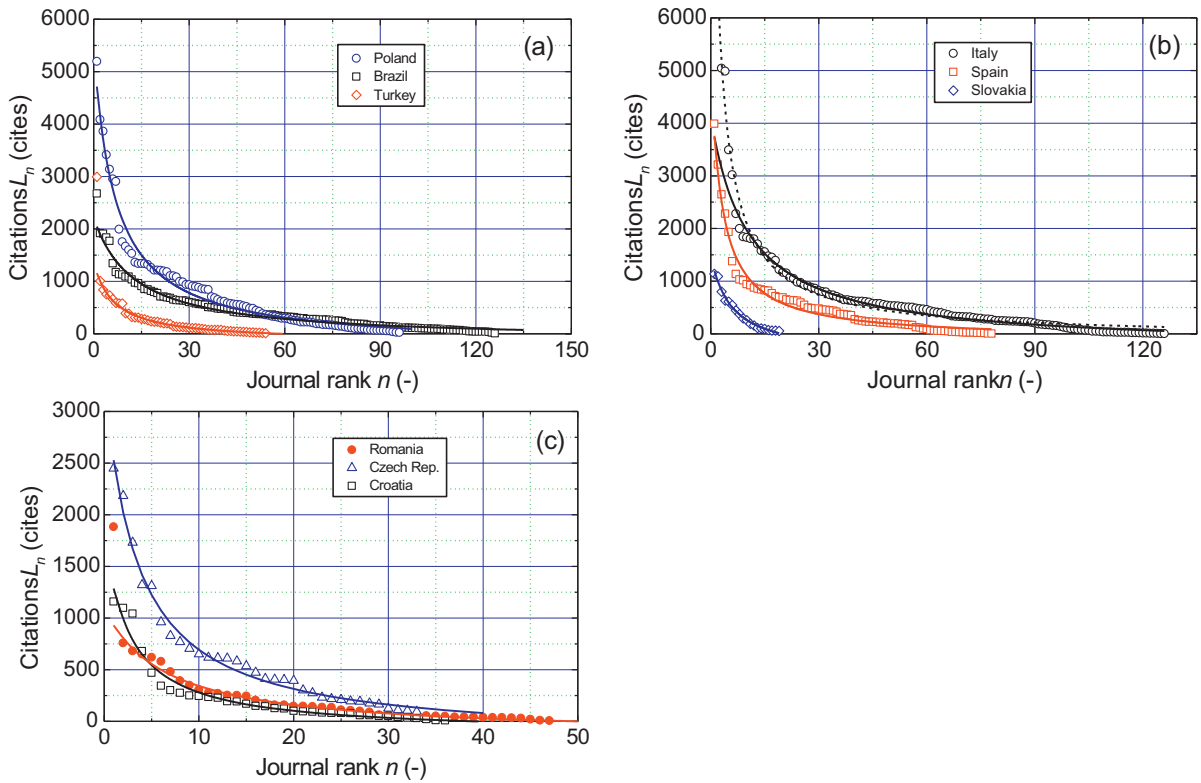 (a)
6000
5000
4000
3000
2000
1000
0
Citations Lₙ (cites)
Poland
Brazil
Turkey
0 30 60 90 120 150
Journal rank n (-)
(b)
6000
5000
4000
3000
2000
1000
0
CitationsLₙ (cites)
Italy
Spain
Slovakia
0 30 60 90 120
Journal rankn (-)
(c)
3000
2500
2000
1500
1000
500
0
CitationsLₙ (cites)
Romania
Czech Rep.
Croatia
0 10 20 30 40 50
Journal rank n (-)